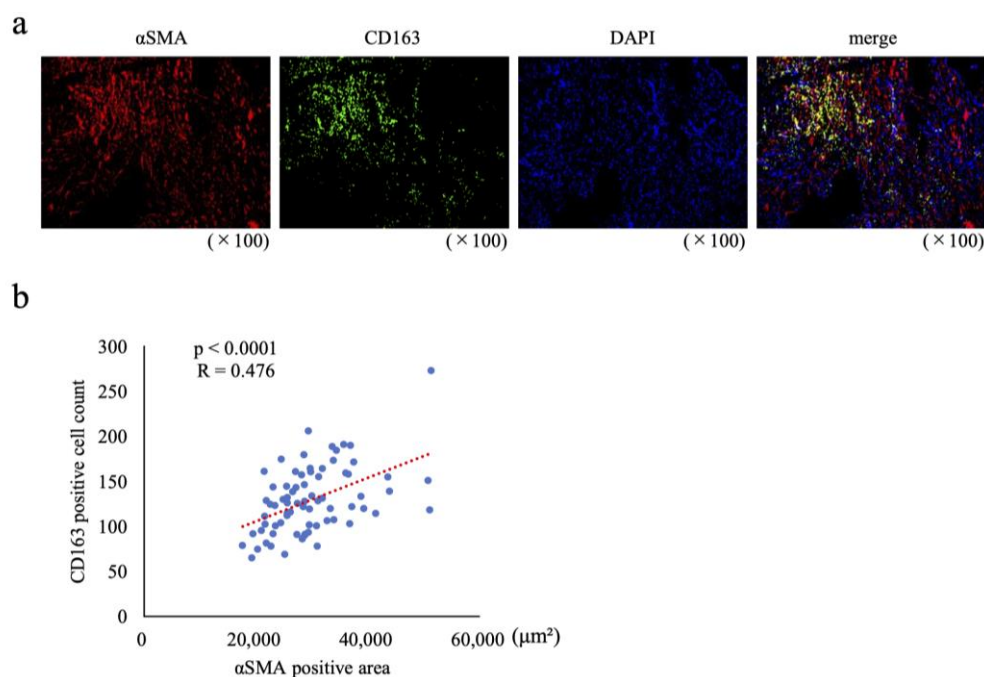 a
αSMA CD163 DAPI merge
(×100) (×100) (×100) (×100)
b
p < 0.0001
R = 0.476
CD163 positive cell count
300
250
200
150
100
50
0
0 20,000 40,000 60,000 (μm²)
αSMA positive area